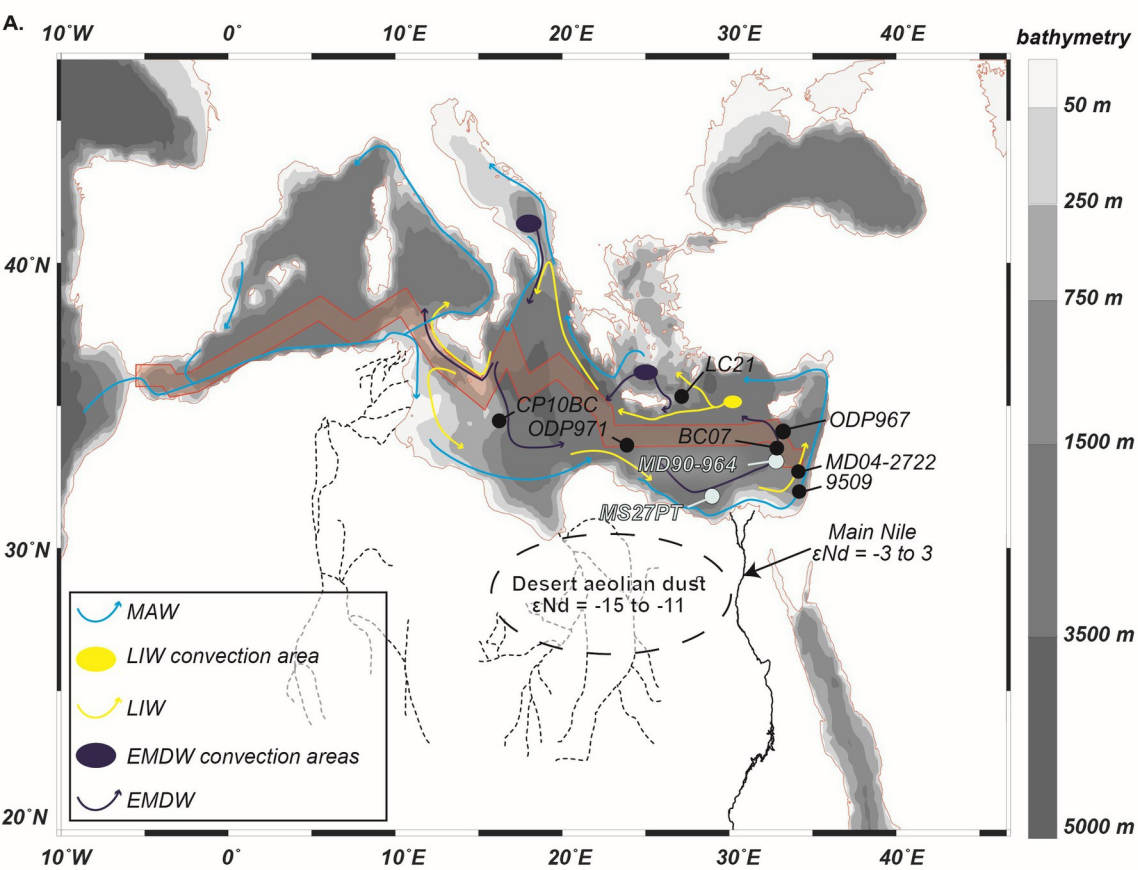 A.
10˚W 0˚ 10˚E 20˚E 30˚E 40˚E
bathymetry
50 m
250 m
40˚N
750 m
LC21
CP10BC
ODP971
ODP967
BC07
1500 m
MD90-964
MD04-2722
9509
MS27PT
30˚N
Main Nile
εNd = -3 to 3
Desert aeolian dust
εNd = -15 to -11
MAW
3500 m
LIW convection area
LIW
EMDW convection areas
EMDW
20˚N
5000 m
10˚W 0˚ 10˚E 20˚E 30˚E 40˚E